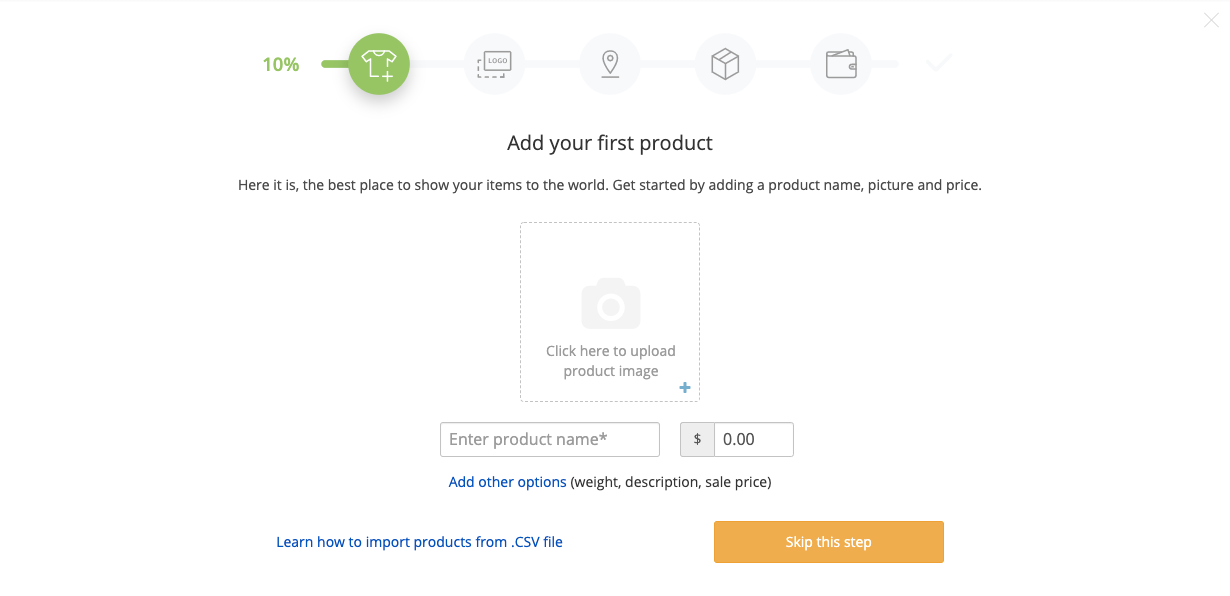 10%
LOGO
Add your first product
Here it is, the best place to show your items to the world. Get started by adding a product name, picture and price.
Click here to upload
product image
Enter product name*
$ 0.00
Add other options (weight, description, sale price)
Learn how to import products from .CSV file
Skip this step